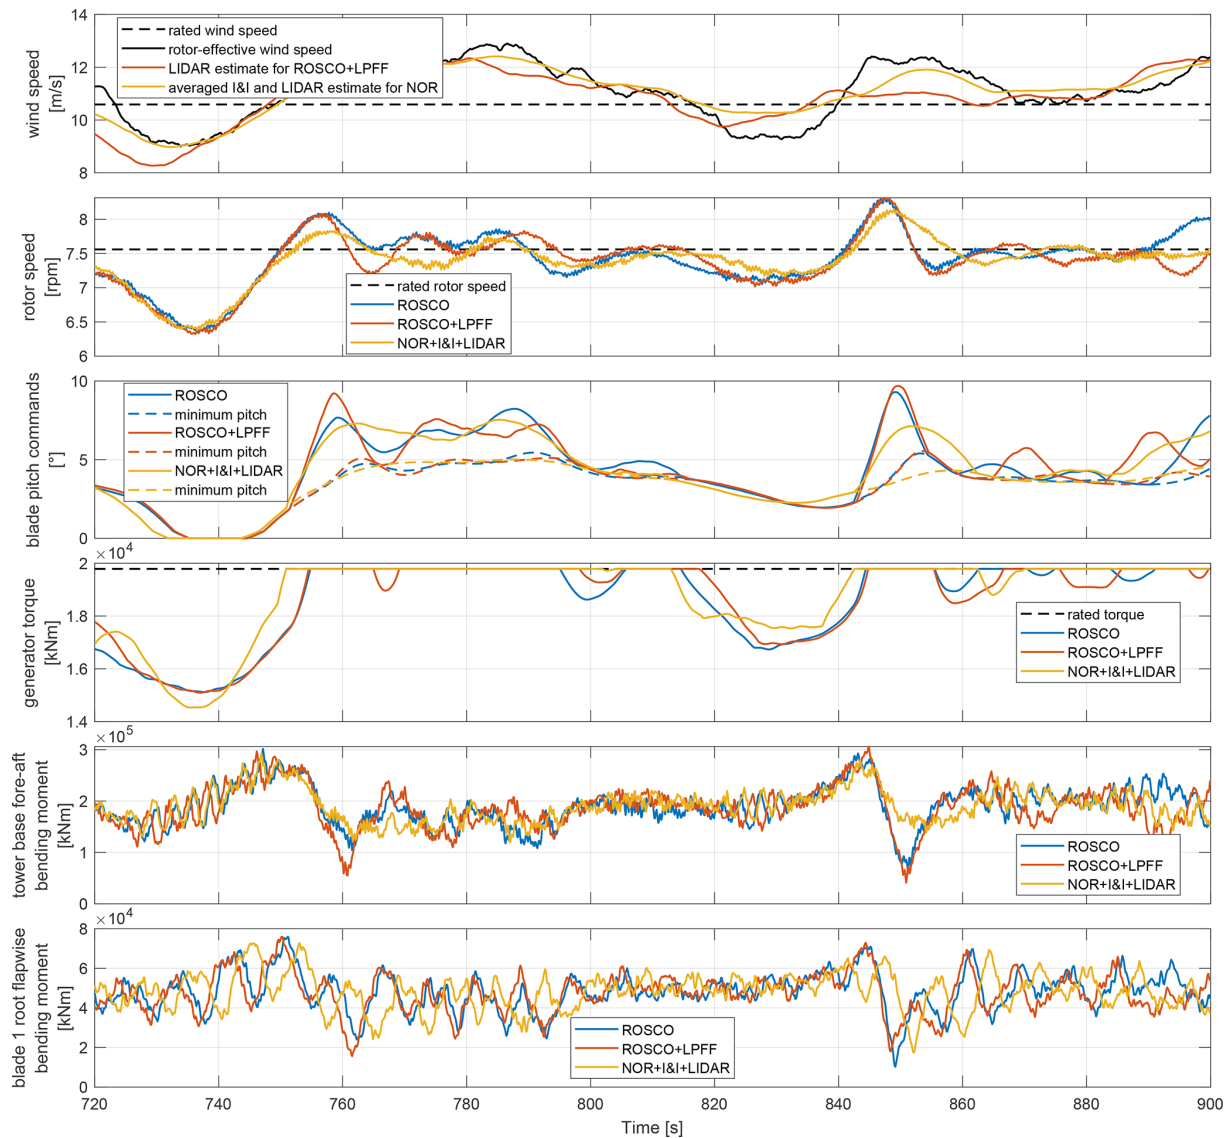 14
12
10
8
wind speed
[m/s]
rated wind speed
rotor-effective wind speed
LIDAR estimate for ROSCO+LPFF
averaged I&I and LIDAR estimate for NOR
8
7.5
7
6.5
6
rotor speed
[rpm]
rated rotor speed
ROSCO
ROSCO+LPFF
NOR+I&I+LIDAR
10
5
0
blade pitch commands
[°]
ROSCO
minimum pitch
ROSCO+LPFF
minimum pitch
NOR+I&I+LIDAR
minimum pitch
×10⁴
2
1.8
1.6
1.4
generator torque
[kNm]
rated torque
ROSCO
ROSCO+LPFF
NOR+I&I+LIDAR
×10⁵
3
2
1
0
tower base fore-aft
bending moment
[kNm]
ROSCO
ROSCO+LPFF
NOR+I&I+LIDAR
×10⁴
8
6
4
2
0
blade 1 root flapwise
bending moment
[kNm]
ROSCO
ROSCO+LPFF
NOR+I&I+LIDAR
720 740 760 780 800 820 840 860 880 900
Time [s]